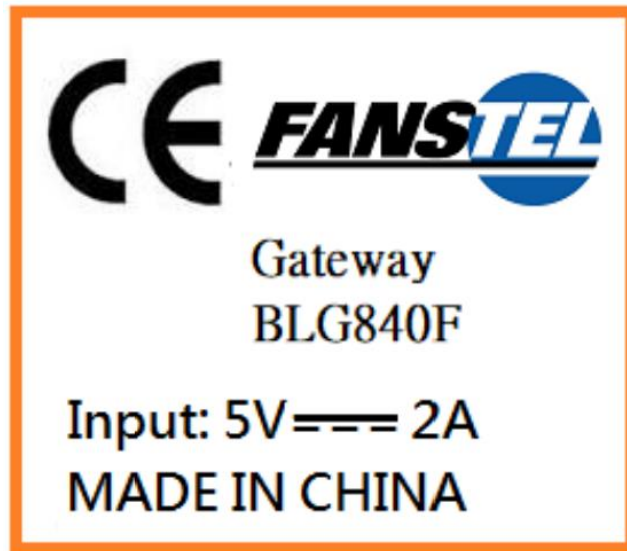 CE FANSTEL
Gateway
BLG840F
Input: 5V⎓ 2A
MADE IN CHINA